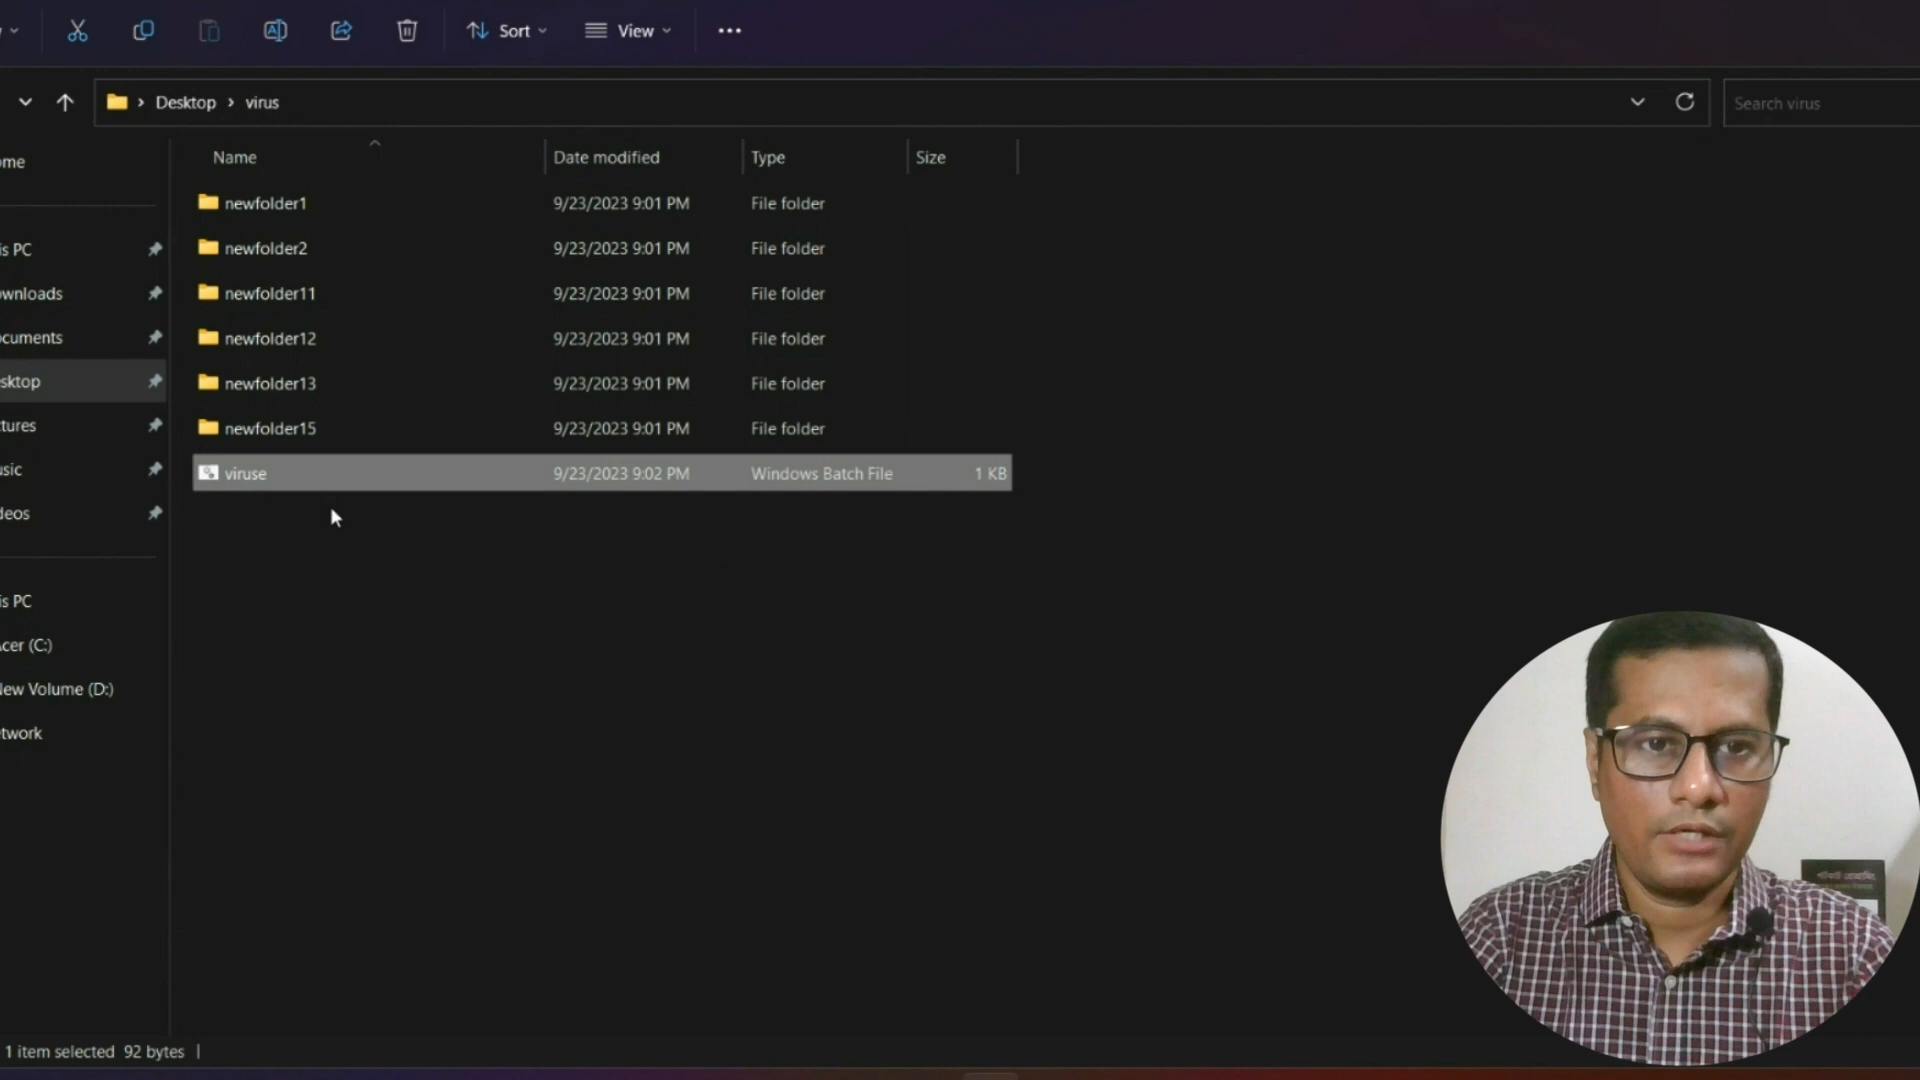 Sort
View
Desktop
virus
Search virus
Name
Date modified
Type
Size
newfolder1
9/23/2023 9:01 PM
File folder
newfolder2
9/23/2023 9:01 PM
File folder
newfolder11
9/23/2023 9:01 PM
File folder
newfolder12
9/23/2023 9:01 PM
File folder
newfolder13
9/23/2023 9:01 PM
File folder
newfolder15
9/23/2023 9:01 PM
File folder
viruse
9/23/2023 9:02 PM
Windows Batch File
1 KB
ome
is PC
ownloads
ocuments
sktop
tures
usic
deos
is PC
Acer (C:)
New Volume (D:)
twork
1 item selected 92 bytes